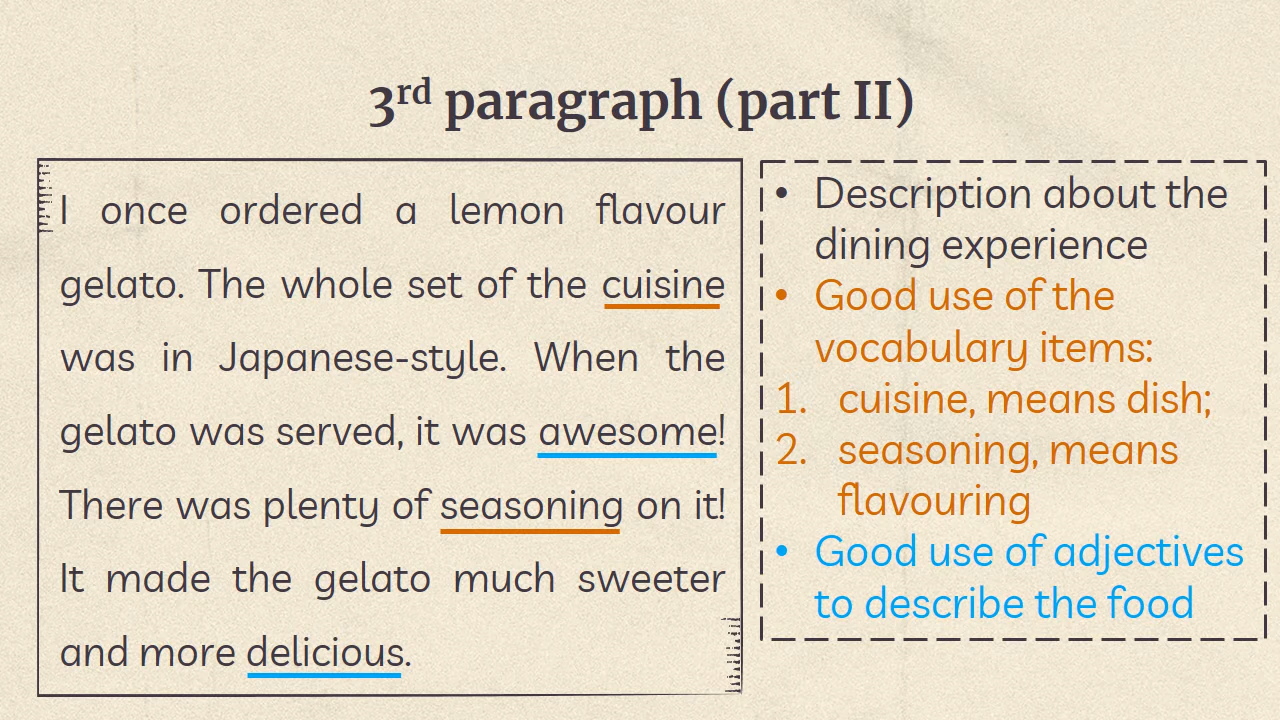 3rd paragraph (part II)
I once ordered a lemon flavour
gelato. The whole set of the cuisine
was in Japanese-style. When the
gelato was served, it was awesome!
There was plenty of seasoning on it!
It made the gelato much sweeter
and more delicious.
• Description about the
dining experience
• Good use of the
vocabulary items:
1. cuisine, means dish;
2. seasoning, means
flavouring
• Good use of adjectives
to describe the food